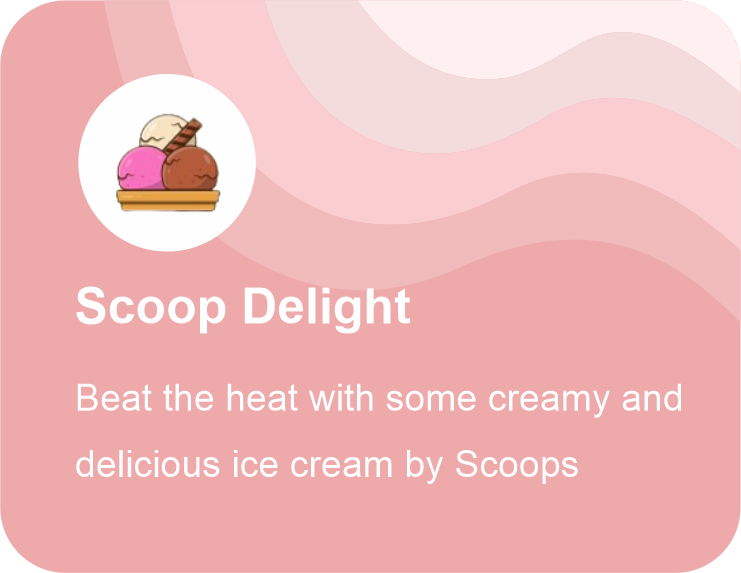 Scoop Delight
Beat the heat with some creamy and
delicious ice cream by Scoops